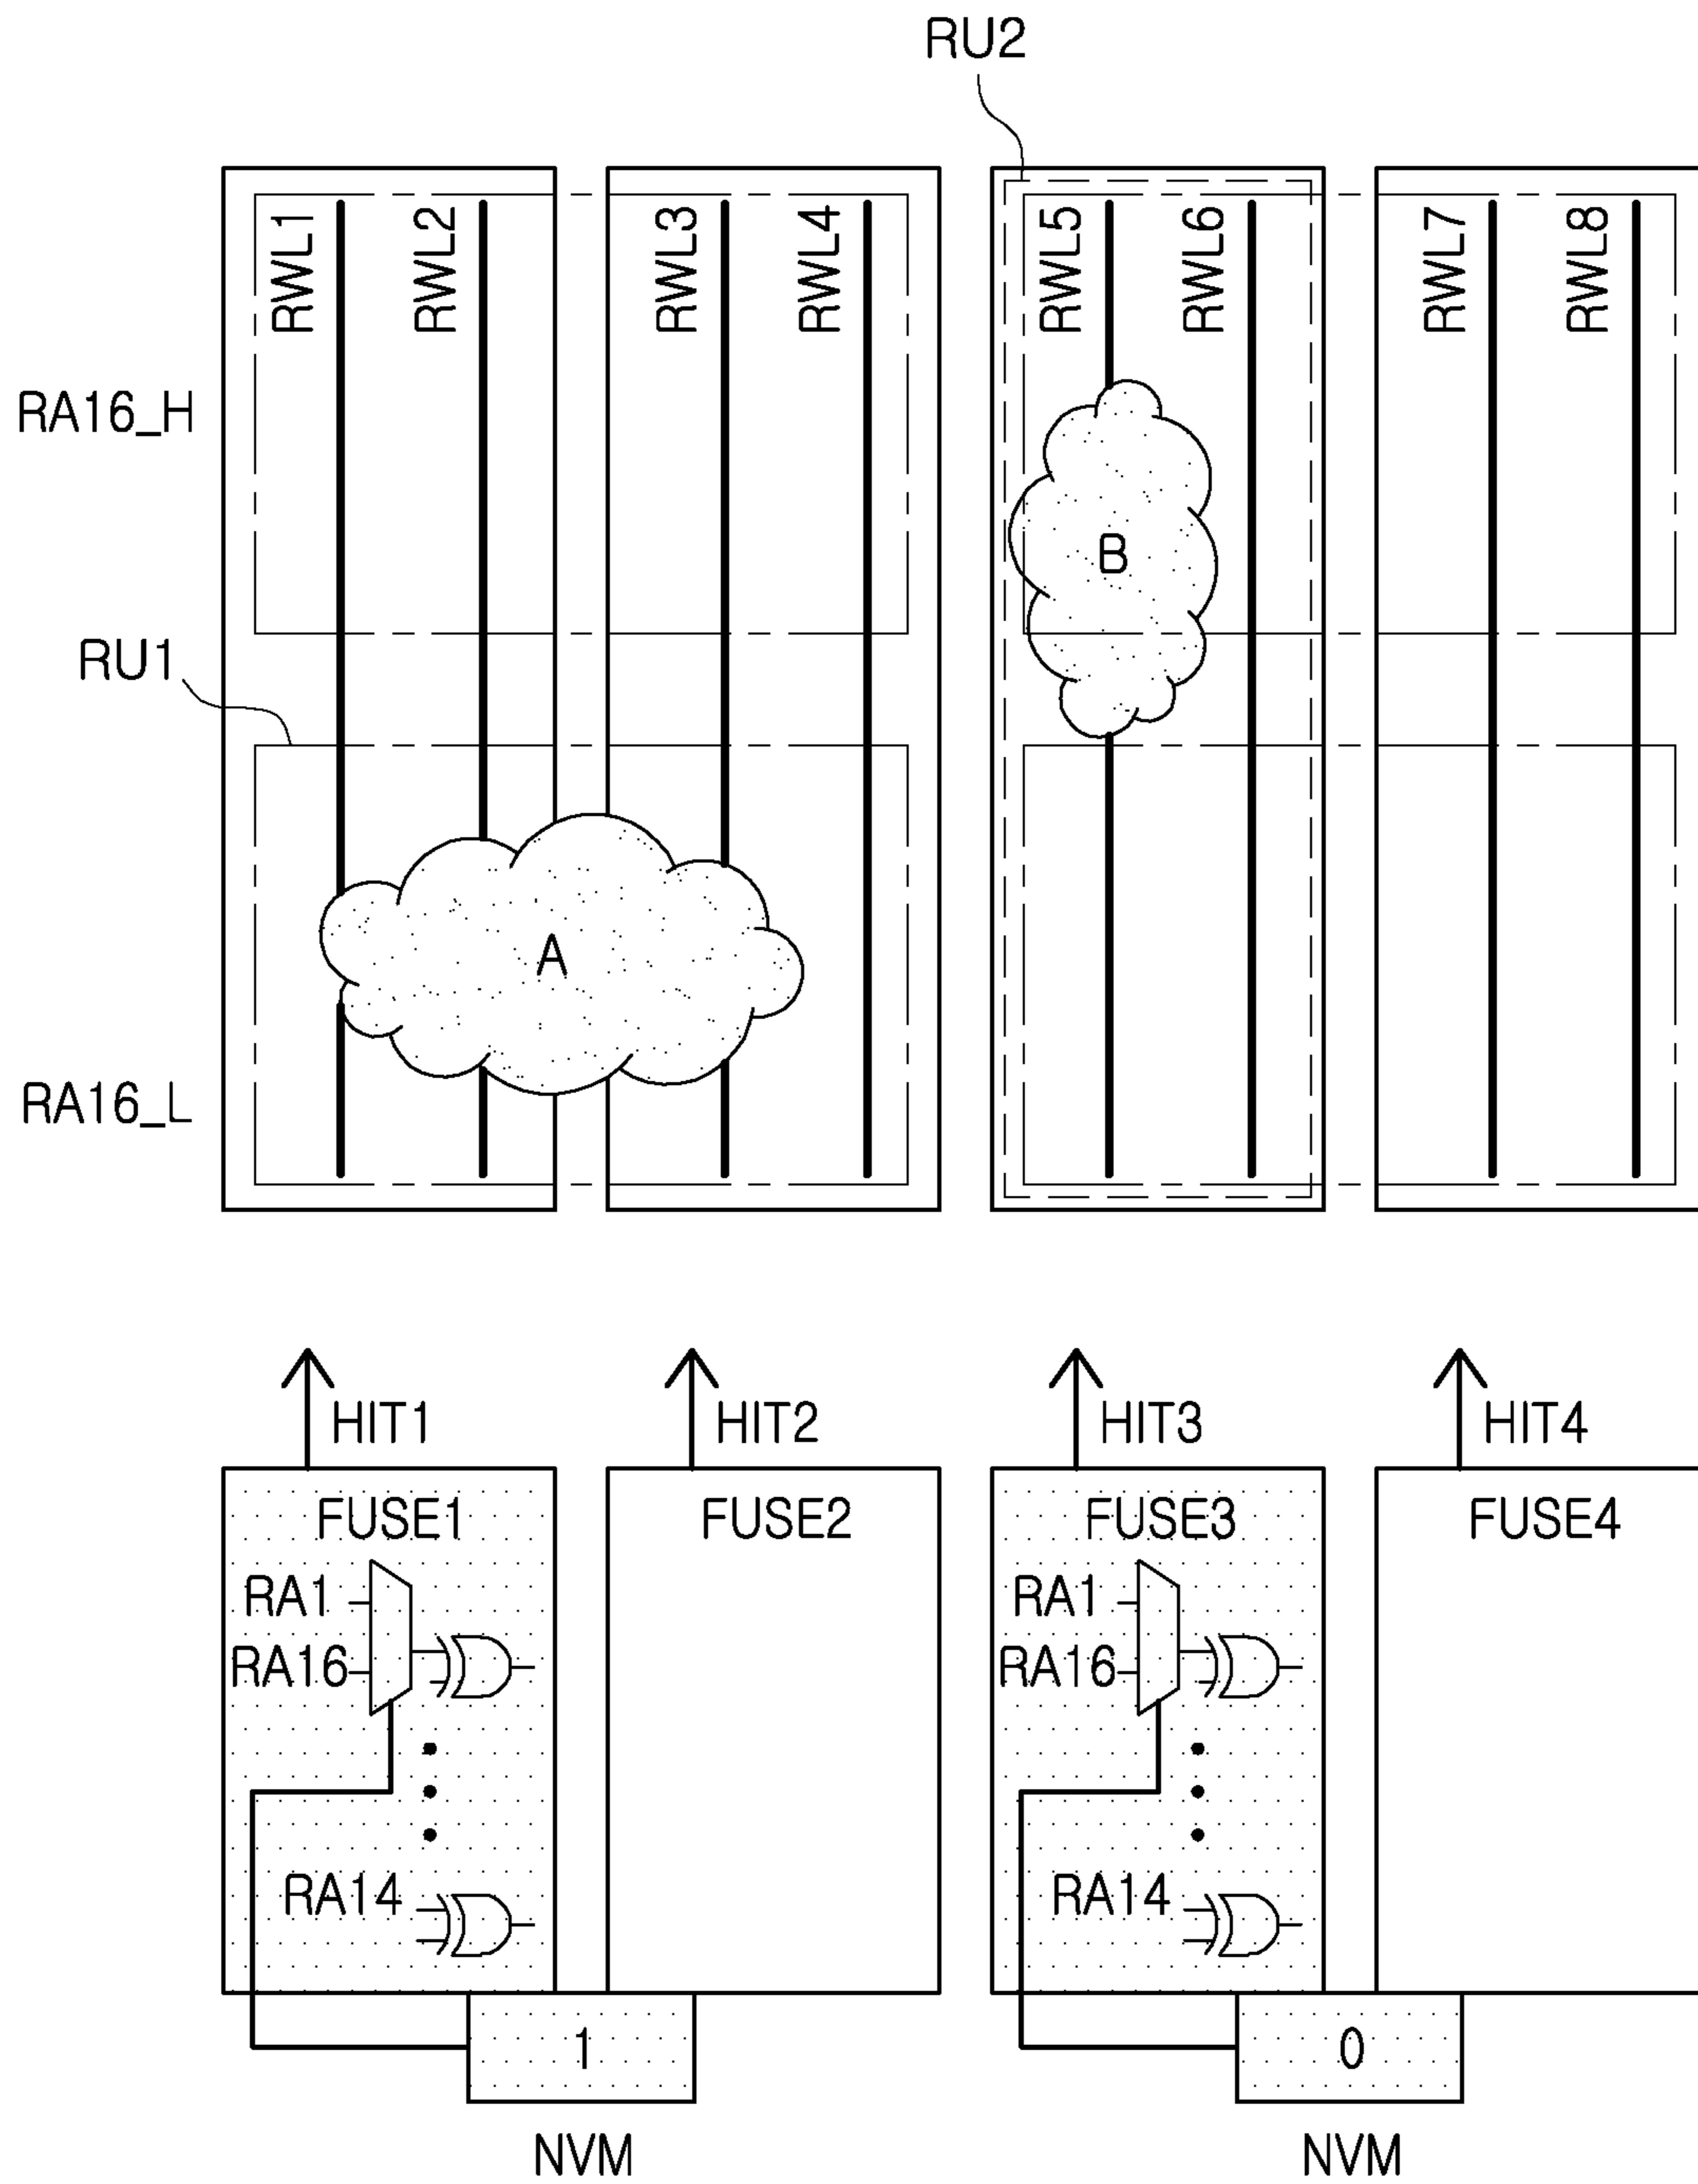 RU2
RWL1 RWL2 RWL3 RWL4 RWL5 RWL6 RWL7 RWL8
RA16_H
B
RU1
A
RA16_L
HIT1 HIT2 HIT3 HIT4
FUSE1 FUSE2 FUSE3 FUSE4
RA1 RA1
RA16 RA16
RA14 RA14
1 0
NVM NVM